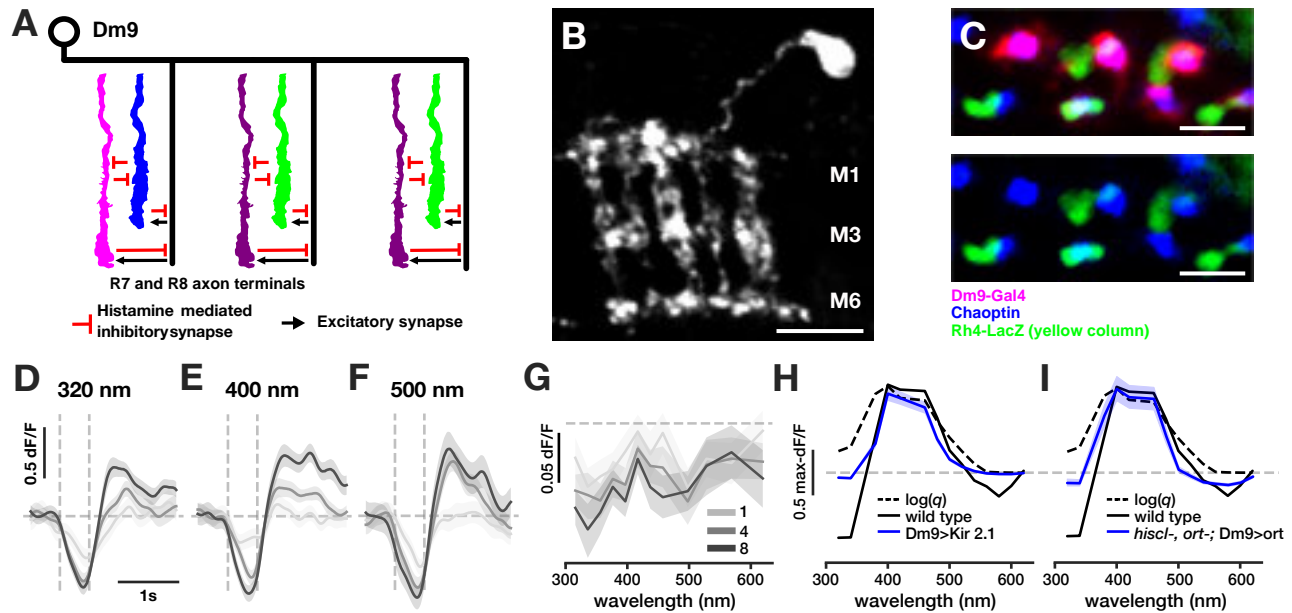 A
Dm9
R7 and R8 axon terminals
Histamine mediated
inhibitorysynapse
Excitatory synapse
B
M1
M3
M6
C
Dm9-Gal4
Chaoptin
Rh4-LacZ (yellow column)
D
320 nm
0.5 dF/F
1s
E
400 nm
F
500 nm
G
0.05 dF/F
1
4
8
300 400 500 600
wavelength (nm)
H
0.5 max-dF/F
log(q)
wild type
Dm9>Kir 2.1
300 400 500 600
wavelength (nm)
I
log(q)
wild type
hiscl-, ort-; Dm9>ort
300 400 500 600
wavelength (nm)